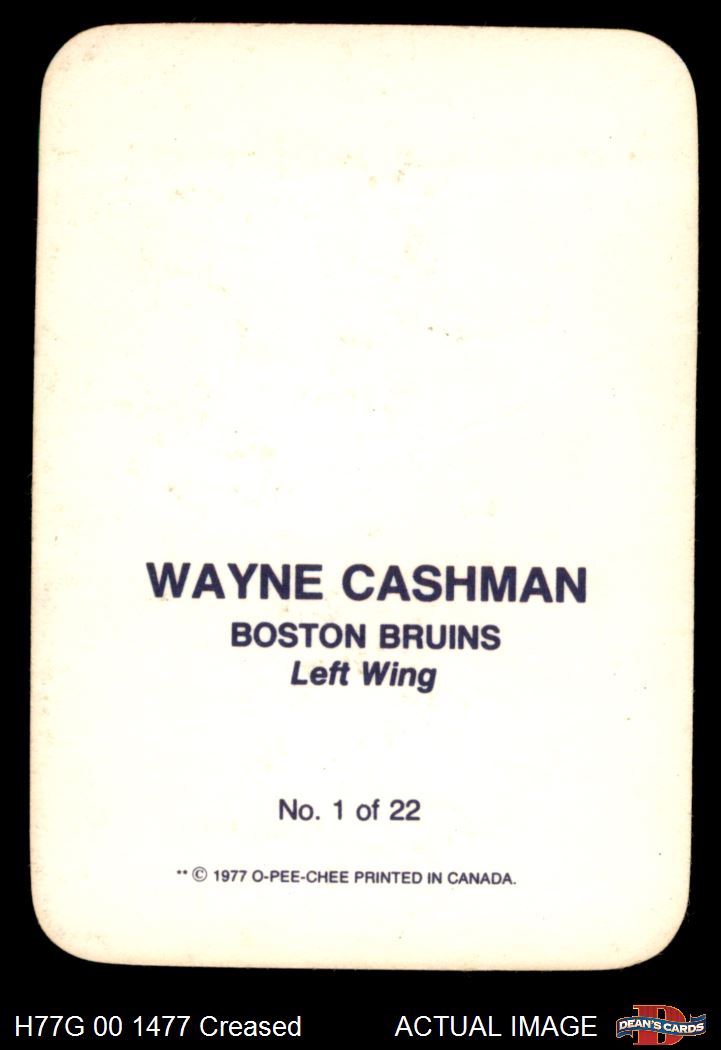 WAYNE CASHMAN
BOSTON BRUINS
Left Wing
No. 1 of 22
** © 1977 O-PEE-CHEE PRINTED IN CANADA.
H77G 00 1477 Creased ACTUAL IMAGE D DEAN'S CARDS